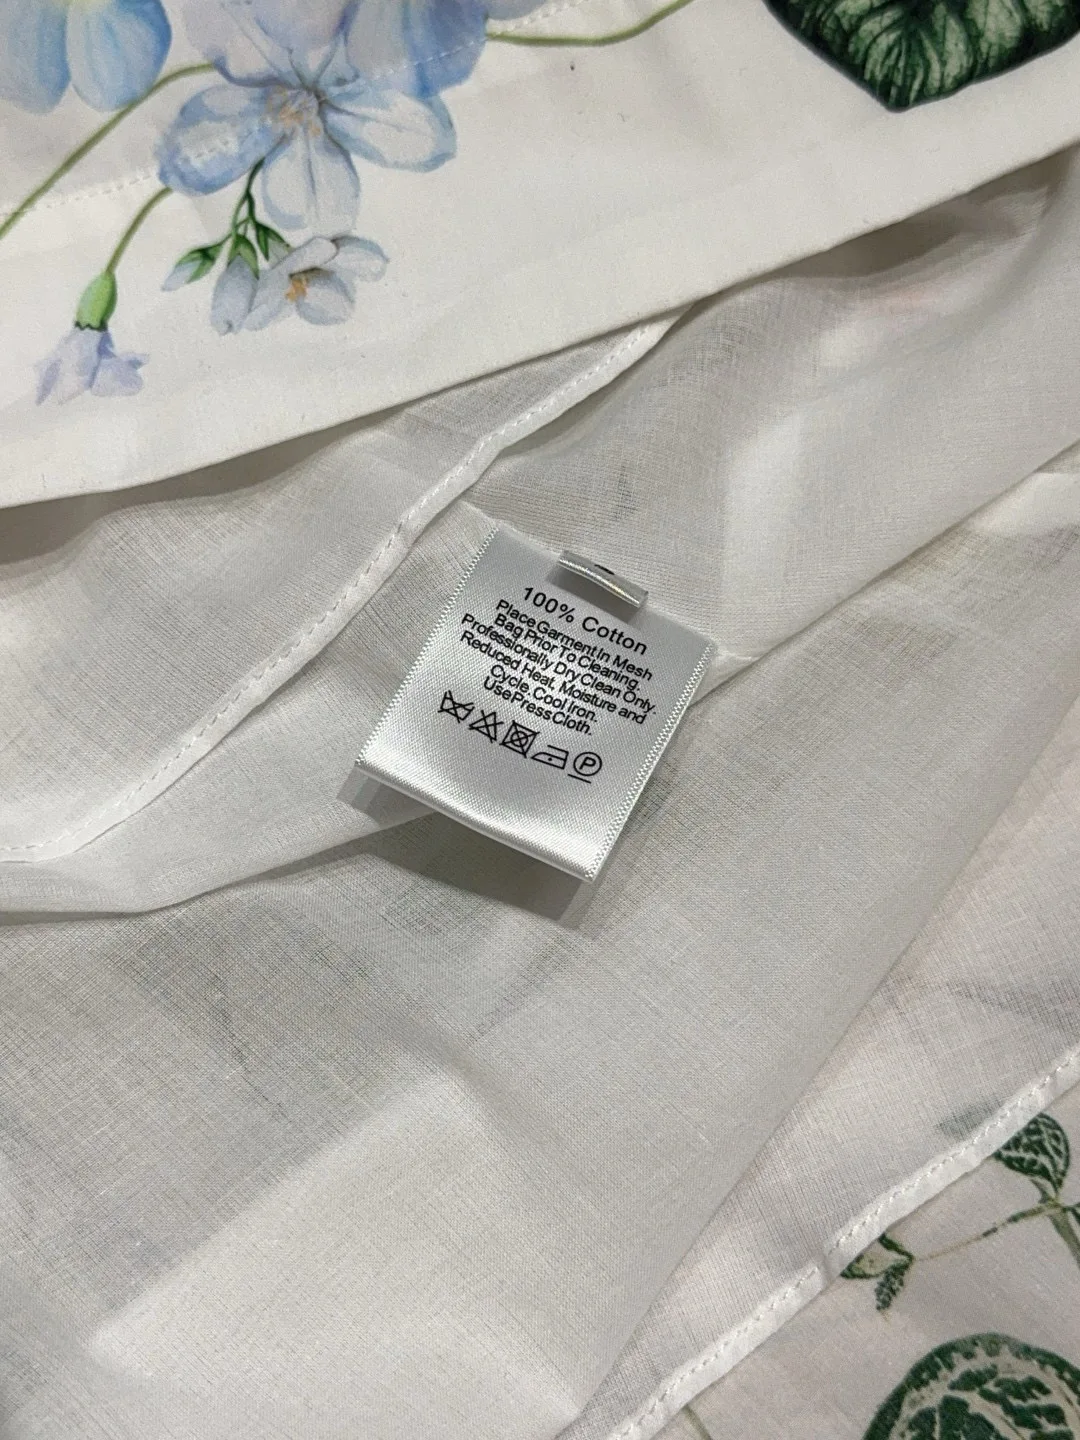 100% Cotton
Place Garment In Mesh
Bag Prior To Cleaning.
Professionally Dry Clean Only.
Reduced Heat, Moisture and
Cycle. Cool Iron.
Use Press Cloth.
P